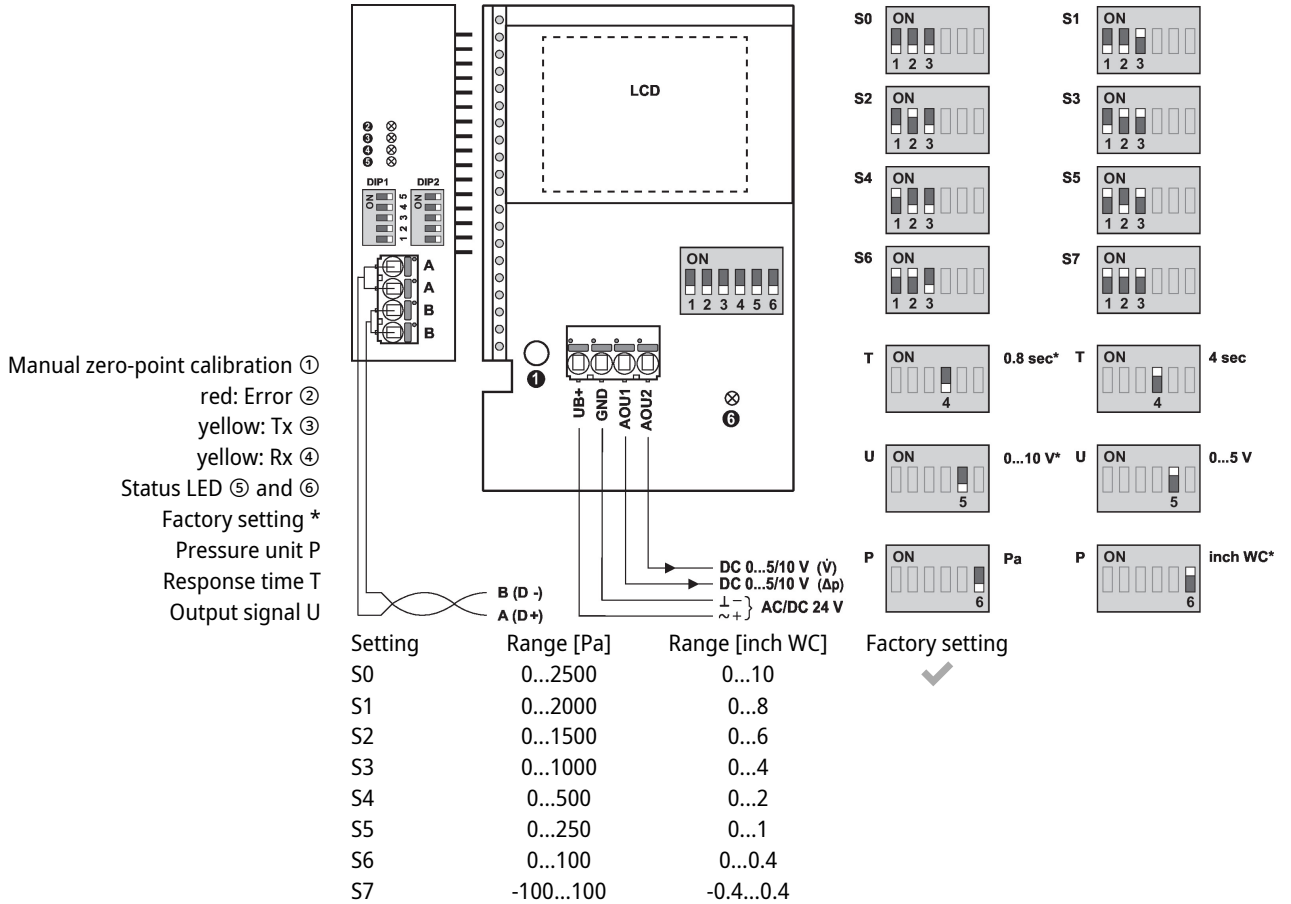 S0 ON 1 2 3
S1 ON 1 2 3
LCD
S2 ON 1 2 3
S3 ON 1 2 3
❷
❸
❹
❺
DIP1 DIP2
ON 1 2 3 4 5 ON
S4 ON 1 2 3
S5 ON 1 2 3
S6 ON 1 2 3
S7 ON 1 2 3
ON
1 2 3 4 5 6
A
A
B
B
Manual zero-point calibration ①
red: Error ②
yellow: Tx ③
yellow: Rx ④
Status LED ⑤ and ⑥
Factory setting *
Pressure unit P
Response time T
Output signal U
❶
UB+
GND
AOU1
AOU2
❻
T ON 4 0.8 sec*
T ON 4 4 sec
U ON 5 0...10 V*
U ON 5 0...5 V
P ON 6 Pa
P ON 6 inch WC*
DC 0...5/10 V (V̇)
DC 0...5/10 V (Δp)
⊥ −
~ + } AC/DC 24 V
B (D -)
A (D+)
Setting Range [Pa] Range [inch WC] Factory setting
S0 0...2500 0...10 ✔
S1 0...2000 0...8
S2 0...1500 0...6
S3 0...1000 0...4
S4 0...500 0...2
S5 0...250 0...1
S6 0...100 0...0.4
S7 -100...100 -0.4...0.4